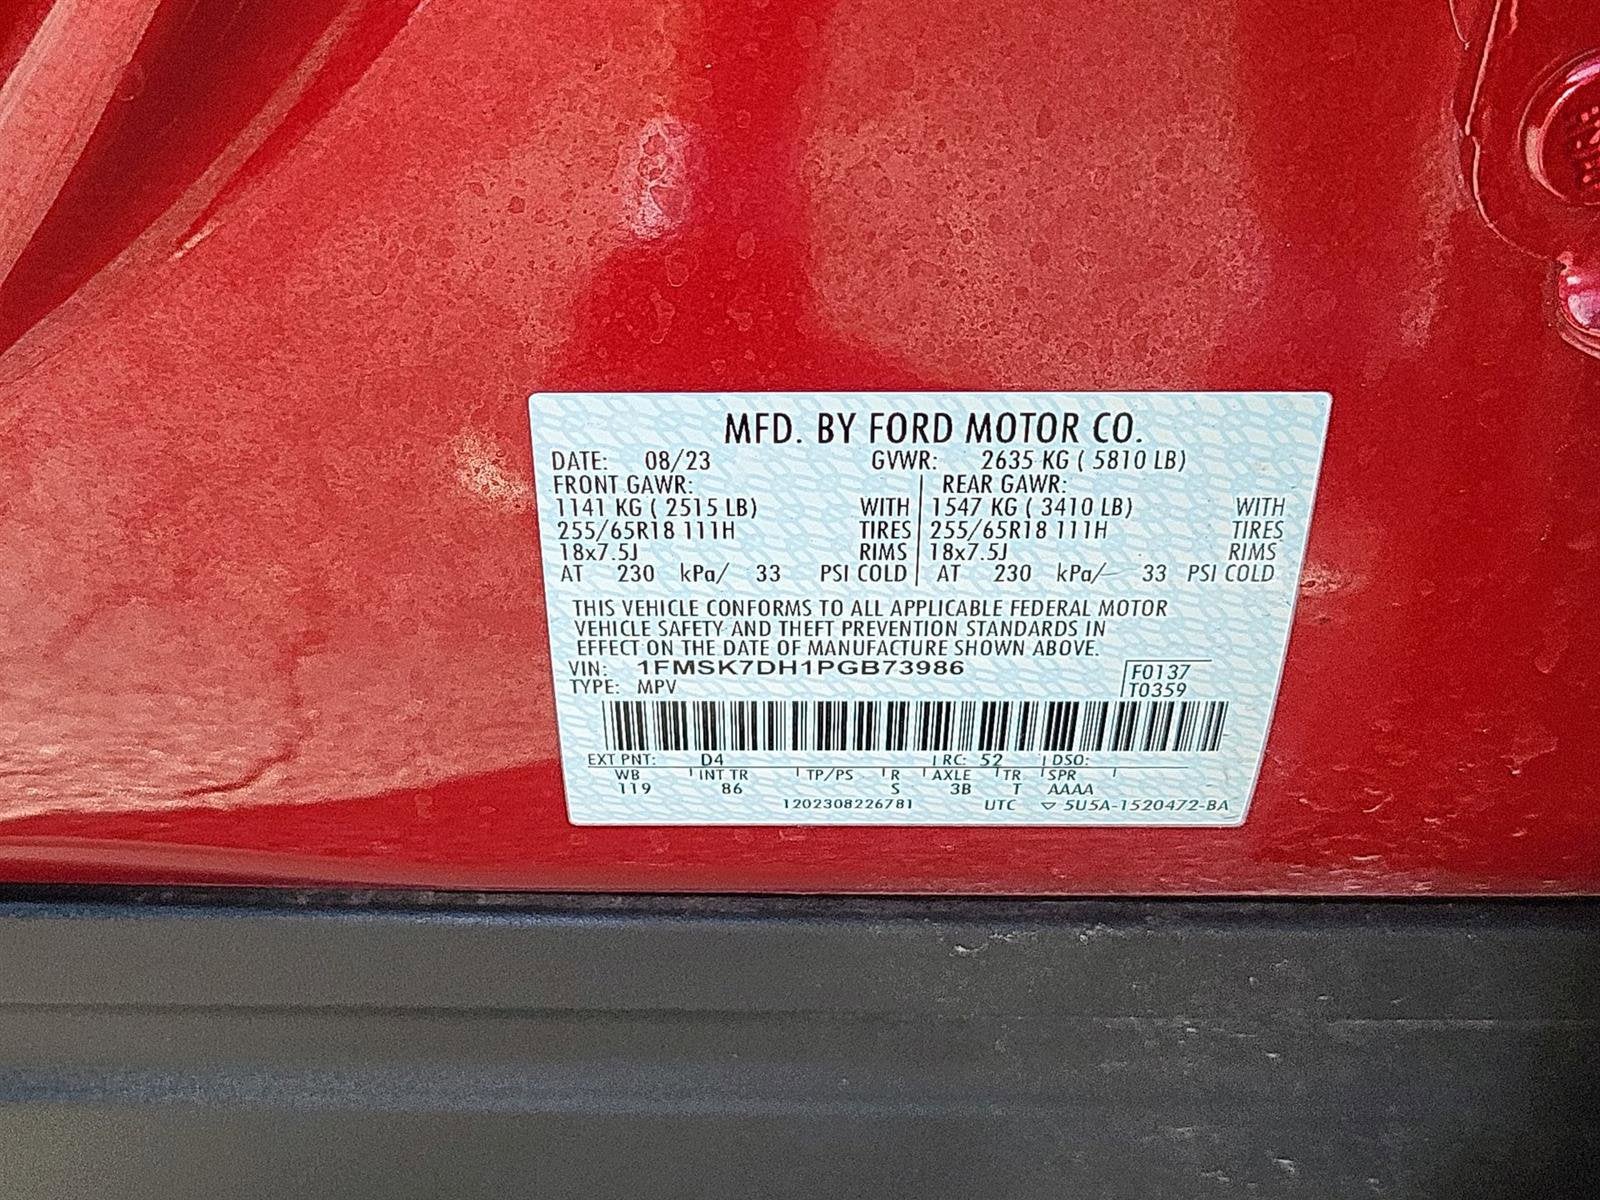 MFD. BY FORD MOTOR CO.
DATE: 08/23 GVWR: 2635 KG ( 5810 LB)
FRONT GAWR: REAR GAWR:
1141 KG ( 2515 LB) WITH 1547 KG ( 3410 LB) WITH
255/65R18 111H TIRES 255/65R18 111H TIRES
18x7.5J RIMS 18x7.5J RIMS
AT 230 kPa/ 33 PSI COLD AT 230 kPa/ 33 PSI COLD
THIS VEHICLE CONFORMS TO ALL APPLICABLE FEDERAL MOTOR
VEHICLE SAFETY AND THEFT PREVENTION STANDARDS IN
EFFECT ON THE DATE OF MANUFACTURE SHOWN ABOVE.
VIN: 1FMSK7DH1PGB73986 F0137
TYPE: MPV T0359
EXT PNT: D4 RC: 52 DSO:
WB INT TR TP/PS R AXLE TR SPR
119 86 S 3B T AAAA
1202308226781 UTC 5U5A-1520472-BA